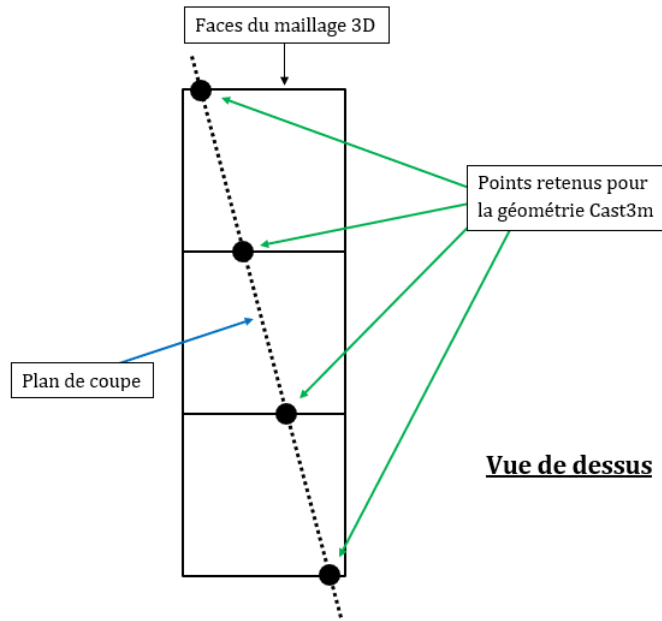 Faces du maillage 3D
Points retenus pour
la géométrie Cast3m
Plan de coupe
Vue de dessus